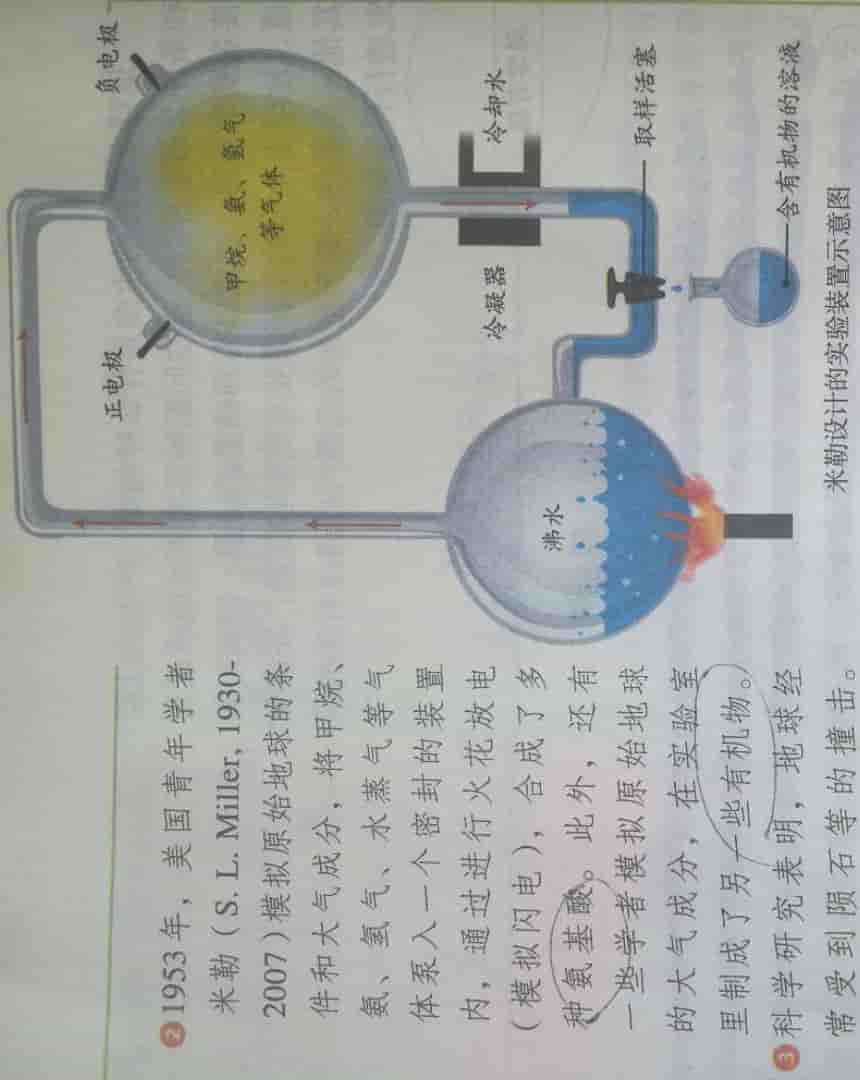 ② 1953 年，美国青年学者
米勒（S. L. Miller, 1930-
2007）模拟原始地球的条
件和大气成分，将甲烷、
氨、氢气、水蒸气等气
体泵入一个密封的装置
内，通过进行火花放电
（模拟闪电），合成了多
种氨基酸。此外，还有
一些学者模拟原始地球
的大气成分，在实验室
里制成了另一些有机物。
③ 科学研究表明，地球经
常受到陨石等的撞击。
正电极
负电极
甲烷、氨、氢气
等气体
冷凝器
冷却水
取样活塞
沸水
含有机物的溶液
米勒设计的实验装置示意图